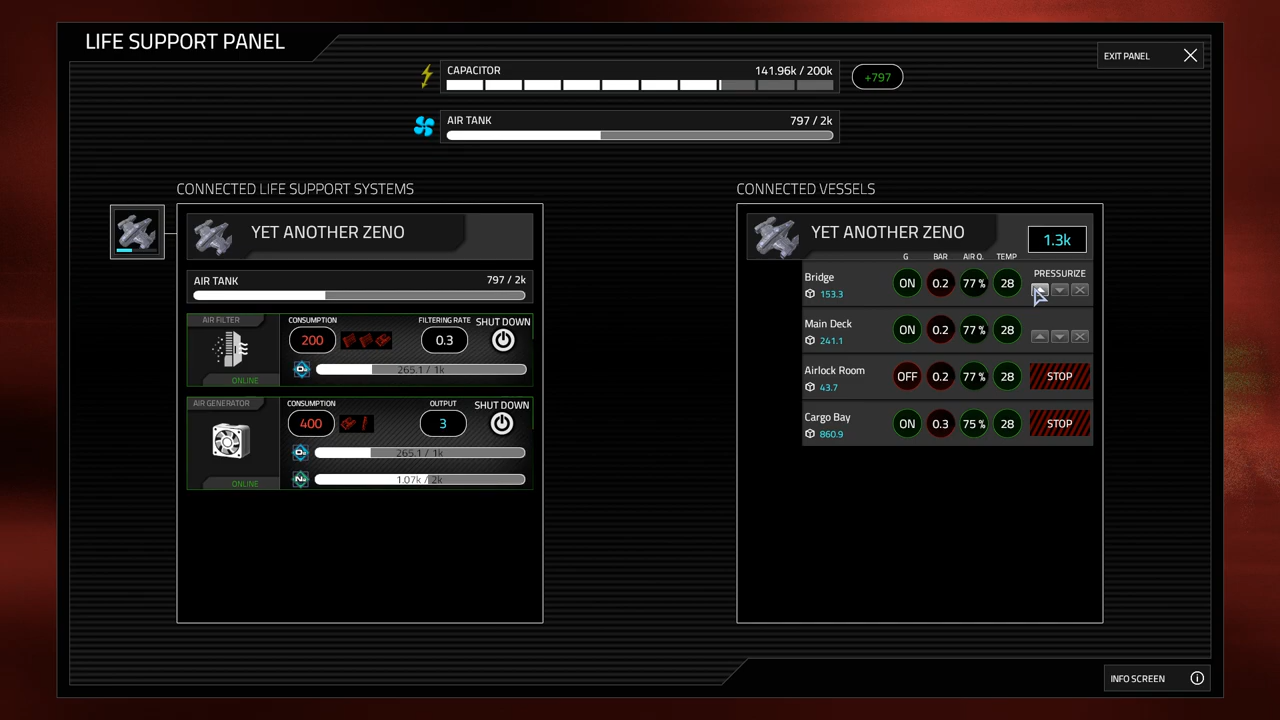 LIFE SUPPORT PANEL
EXIT PANEL
CAPACITOR 141.96k / 200k
+797
AIR TANK 797 / 2k
CONNECTED LIFE SUPPORT SYSTEMS
YET ANOTHER ZENO
AIR TANK 797 / 2k
AIR FILTER CONSUMPTION FILTERING RATE SHUT DOWN
200 0.3
265.1 / 1k
ONLINE
AIR GENERATOR CONSUMPTION OUTPUT SHUT DOWN
400 3
265.1 / 1k
1.07k / 2k
ONLINE
CONNECTED VESSELS
YET ANOTHER ZENO 1.3k
G BAR AIR Q. TEMP
Bridge ON 0.2 77 % 28 PRESSURIZE
153.3
Main Deck ON 0.2 77 % 28
241.1
Airlock Room OFF 0.2 77 % 28 STOP
43.7
Cargo Bay ON 0.3 75 % 28 STOP
860.9
INFO SCREEN